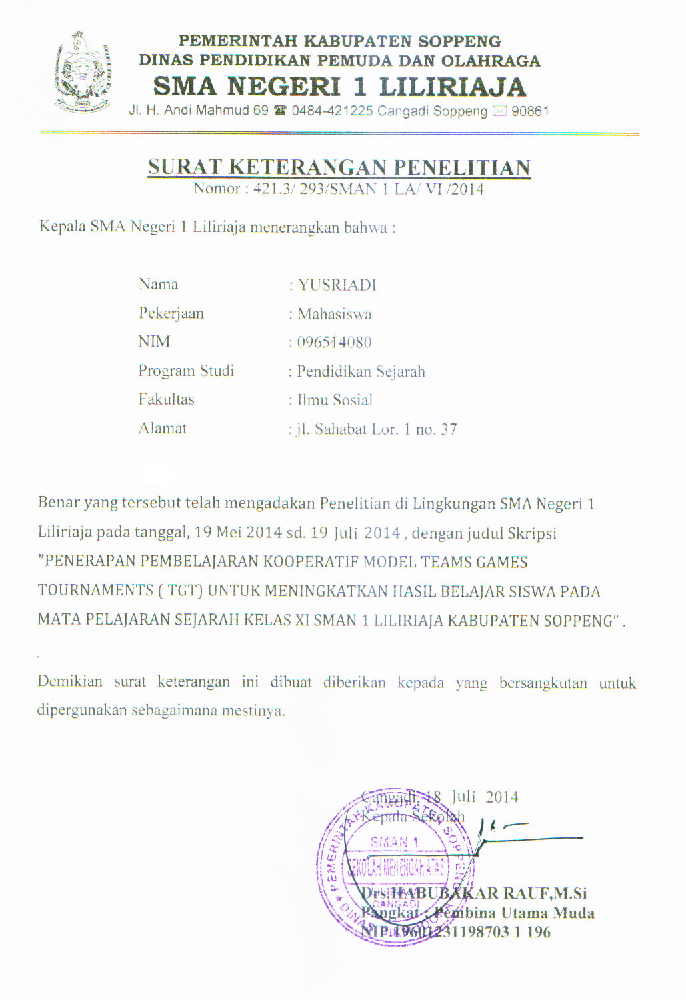 PEMERINTAH KABUPATEN SOPPENG
DINAS PENDIDIKAN PEMUDA DAN OLAHRAGA
SMA NEGERI 1 LILIRIAJA
Jl. H. Andi Mahmud 69 ☎ 0484-421225 Cangadi Soppeng ✉ 90861
SURAT KETERANGAN PENELITIAN
Nomor : 421.3/ 293/SMAN 1 LA/ VI /2014
Kepala SMA Negeri 1 Liliriaja menerangkan bahwa :
Nama : YUSRIADI
Pekerjaan : Mahasiswa
NIM : 096514080
Program Studi : Pendidikan Sejarah
Fakultas : Ilmu Sosial
Alamat : jl. Sahabat Lor. 1 no. 37
Benar yang tersebut telah mengadakan Penelitian di Lingkungan SMA Negeri 1
Liliriaja pada tanggal, 19 Mei 2014 sd. 19 Juli 2014 , dengan judul Skripsi
”PENERAPAN PEMBELAJARAN KOOPERATIF MODEL TEAMS GAMES
TOURNAMENTS ( TGT) UNTUK MENINGKATKAN HASIL BELAJAR SISWA PADA
MATA PELAJARAN SEJARAH KELAS XI SMAN 1 LILIRIAJA KABUPATEN SOPPENG” .
.
Demikian surat keterangan ini dibuat diberikan kepada yang bersangkutan untuk
dipergunakan sebagaimana mestinya.
Cangadi, 18 Juli 2014
Kepala Sekolah
PEMERINTAH KABUPATEN SOPPENG
SMAN 1
SEKOLAH MENENGAH ATAS
CANGADI
DINAS
Drs.HABUBAKAR RAUF,M.Si
Pangkat : Pembina Utama Muda
NIP.19601231198703 1 196